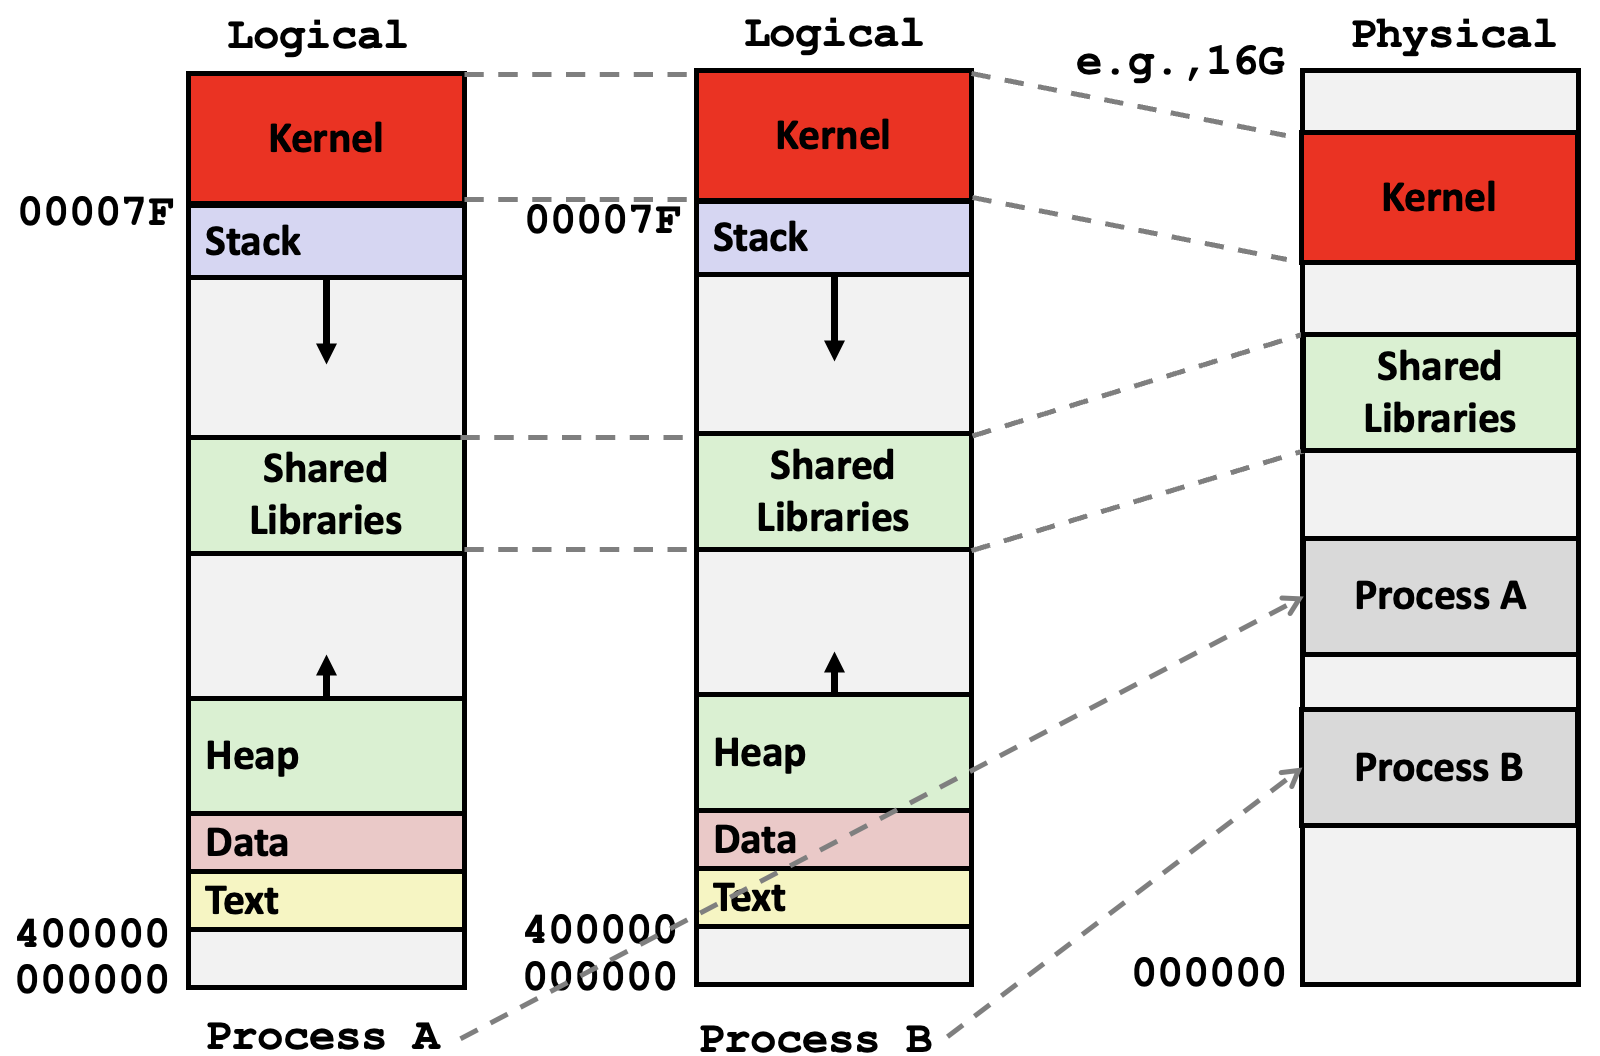 Logical
Kernel
00007F
Stack
Shared
Libraries
Heap
Data
Text
400000
000000
Process A
Logical
Kernel
00007F
Stack
Shared
Libraries
Heap
Data
Text
400000
000000
Process B
Physical
e.g.,16G
Kernel
Shared
Libraries
Process A
Process B
000000